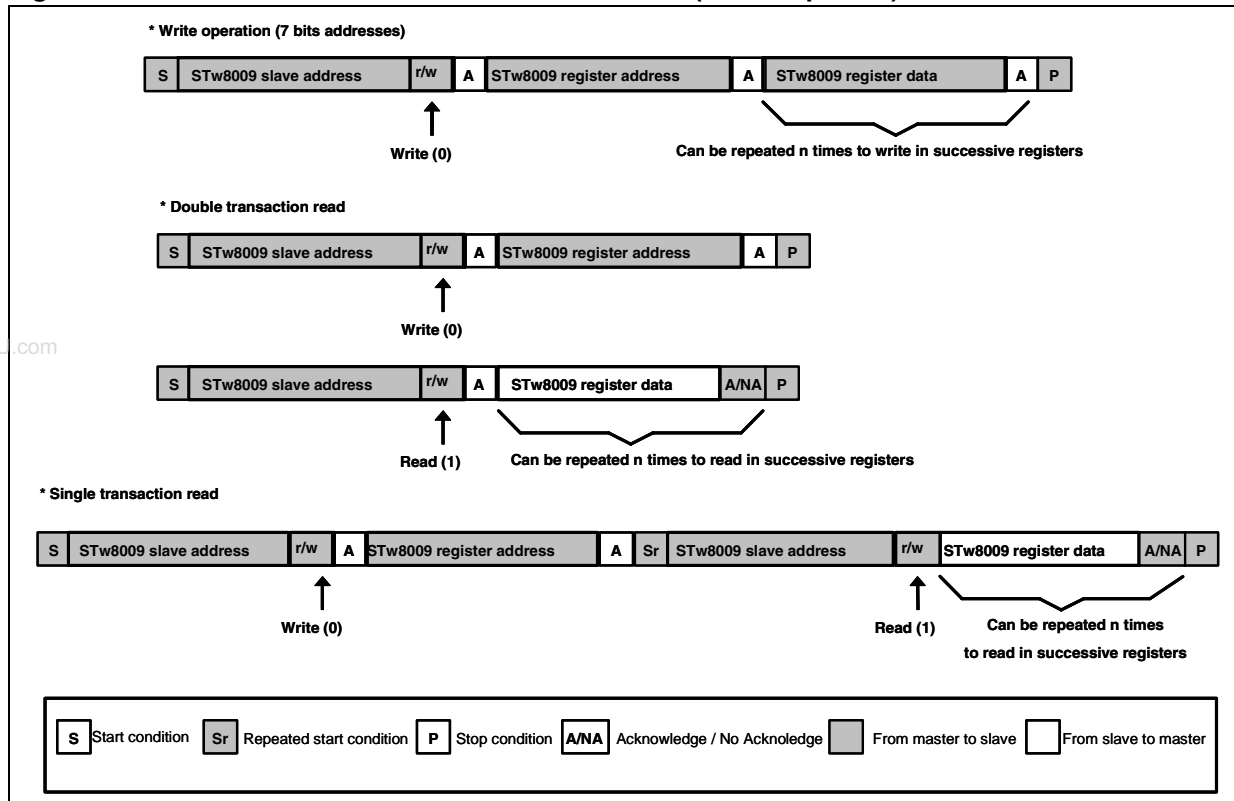 * Write operation (7 bits addresses)
S STw8009 slave address r/w A STw8009 register address A STw8009 register data A P
Write (0) Can be repeated n times to write in successive registers
* Double transaction read
S STw8009 slave address r/w A STw8009 register address A P
Write (0)
.com
S STw8009 slave address r/w A STw8009 register data A/NA P
Read (1) Can be repeated n times to read in successive registers
* Single transaction read
S STw8009 slave address r/w A STw8009 register address A Sr STw8009 slave address r/w STw8009 register data A/NA P
Write (0) Read (1) Can be repeated n times
to read in successive registers
S Start condition Sr Repeated start condition P Stop condition A/NA Acknowledge / No Acknoledge From master to slave From slave to master